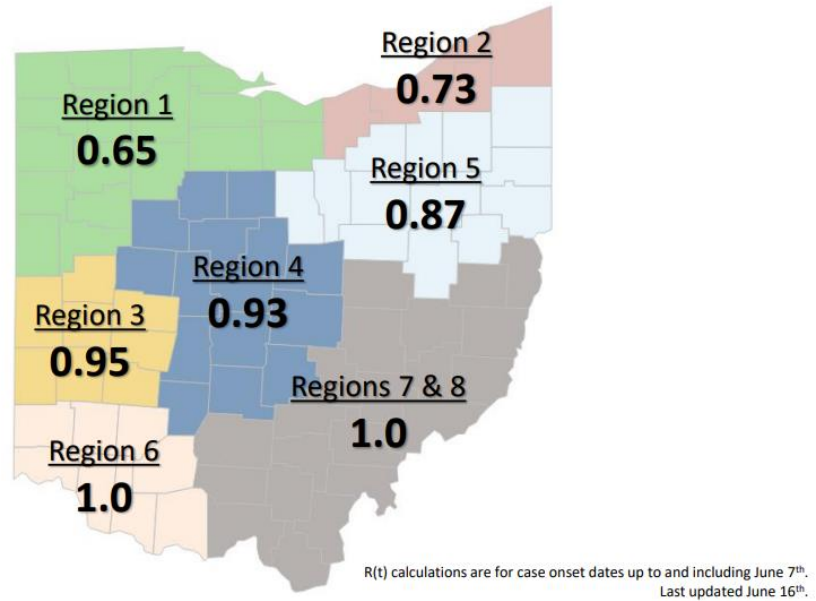 Region 2
0.73
Region 1
0.65
Region 5
0.87
Region 4
0.93
Region 3
0.95
Regions 7 & 8
1.0
Region 6
1.0
R(t) calculations are for case onset dates up to and including June 7th.
Last updated June 16th.